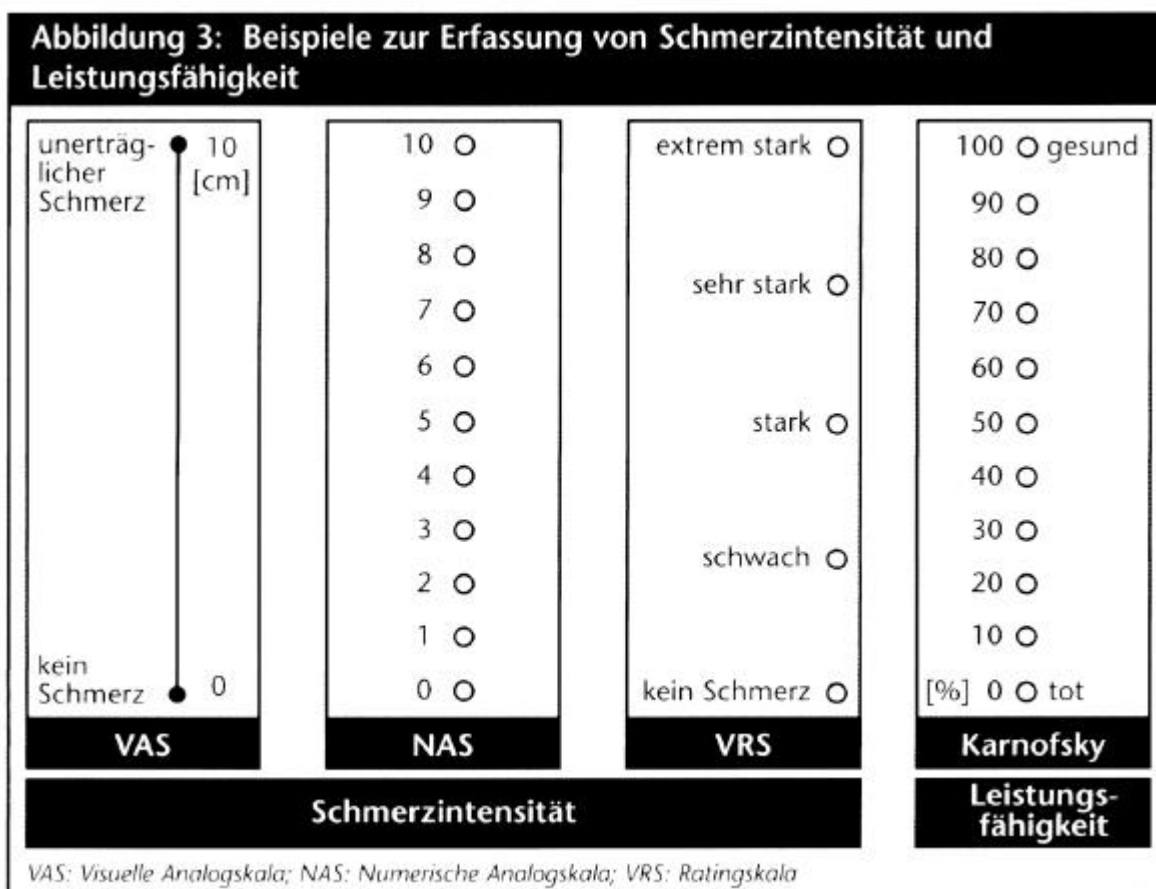 Abbildung 3: Beispiele zur Erfassung von Schmerzintensität und
Leistungsfähigkeit
unerträg-
licher
Schmerz
10
[cm]
kein
Schmerz
0
VAS
10
9
8
7
6
5
4
3
2
1
0
NAS
extrem stark
sehr stark
stark
schwach
kein Schmerz
VRS
100 gesund
90
80
70
60
50
40
30
20
10
[%] 0 tot
Karnofsky
Schmerzintensität
Leistungs-
fähigkeit
VAS: Visuelle Analogskala; NAS: Numerische Analogskala; VRS: Ratingskala